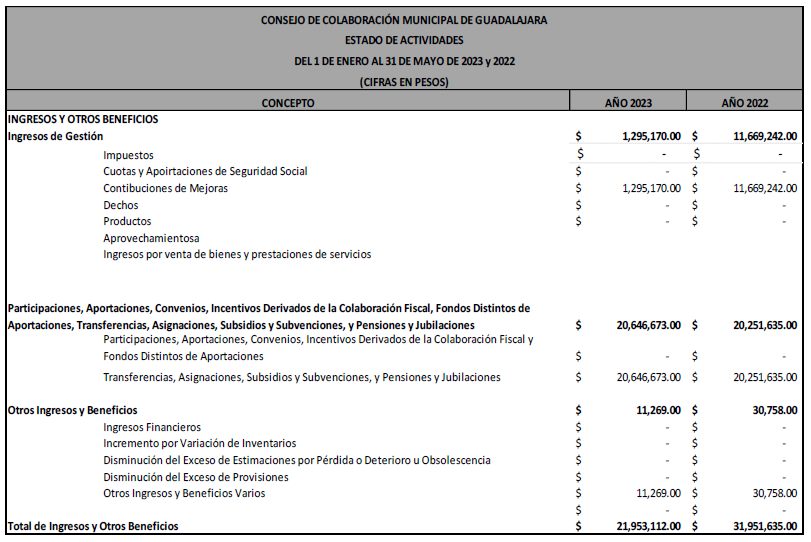 CONSEJO DE COLABORACIÓN MUNICIPAL DE GUADALAJARA
ESTADO DE ACTIVIDADES
DEL 1 DE ENERO AL 31 DE MAYO DE 2023 y 2022
(CIFRAS EN PESOS)
CONCEPTO AÑO 2023 AÑO 2022
INGRESOS Y OTROS BENEFICIOS
Ingresos de Gestión $ 1,295,170.00 $ 11,669,242.00
Impuestos $ - $ -
Cuotas y Apoirtaciones de Seguridad Social $ - $ -
Contibuciones de Mejoras $ 1,295,170.00 $ 11,669,242.00
Dechos $ - $ -
Productos $ - $ -
Aprovechamientosa
Ingresos por venta de bienes y prestaciones de servicios
Participaciones, Aportaciones, Convenios, Incentivos Derivados de la Colaboración Fiscal, Fondos Distintos de
Aportaciones, Transferencias, Asignaciones, Subsidios y Subvenciones, y Pensiones y Jubilaciones $ 20,646,673.00 $ 20,251,635.00
Participaciones, Aportaciones, Convenios, Incentivos Derivados de la Colaboración Fiscal y
Fondos Distintos de Aportaciones $ - $ -
Transferencias, Asignaciones, Subsidios y Subvenciones, y Pensiones y Jubilaciones $ 20,646,673.00 $ 20,251,635.00
Otros Ingresos y Beneficios $ 11,269.00 $ 30,758.00
Ingresos Financieros $ - $ -
Incremento por Variación de Inventarios $ - $ -
Disminución del Exceso de Estimaciones por Pérdida o Deterioro u Obsolescencia $ - $ -
Disminución del Exceso de Provisiones $ - $ -
Otros Ingresos y Beneficios Varios $ 11,269.00 $ 30,758.00
$ - $ -
Total de Ingresos y Otros Beneficios $ 21,953,112.00 $ 31,951,635.00